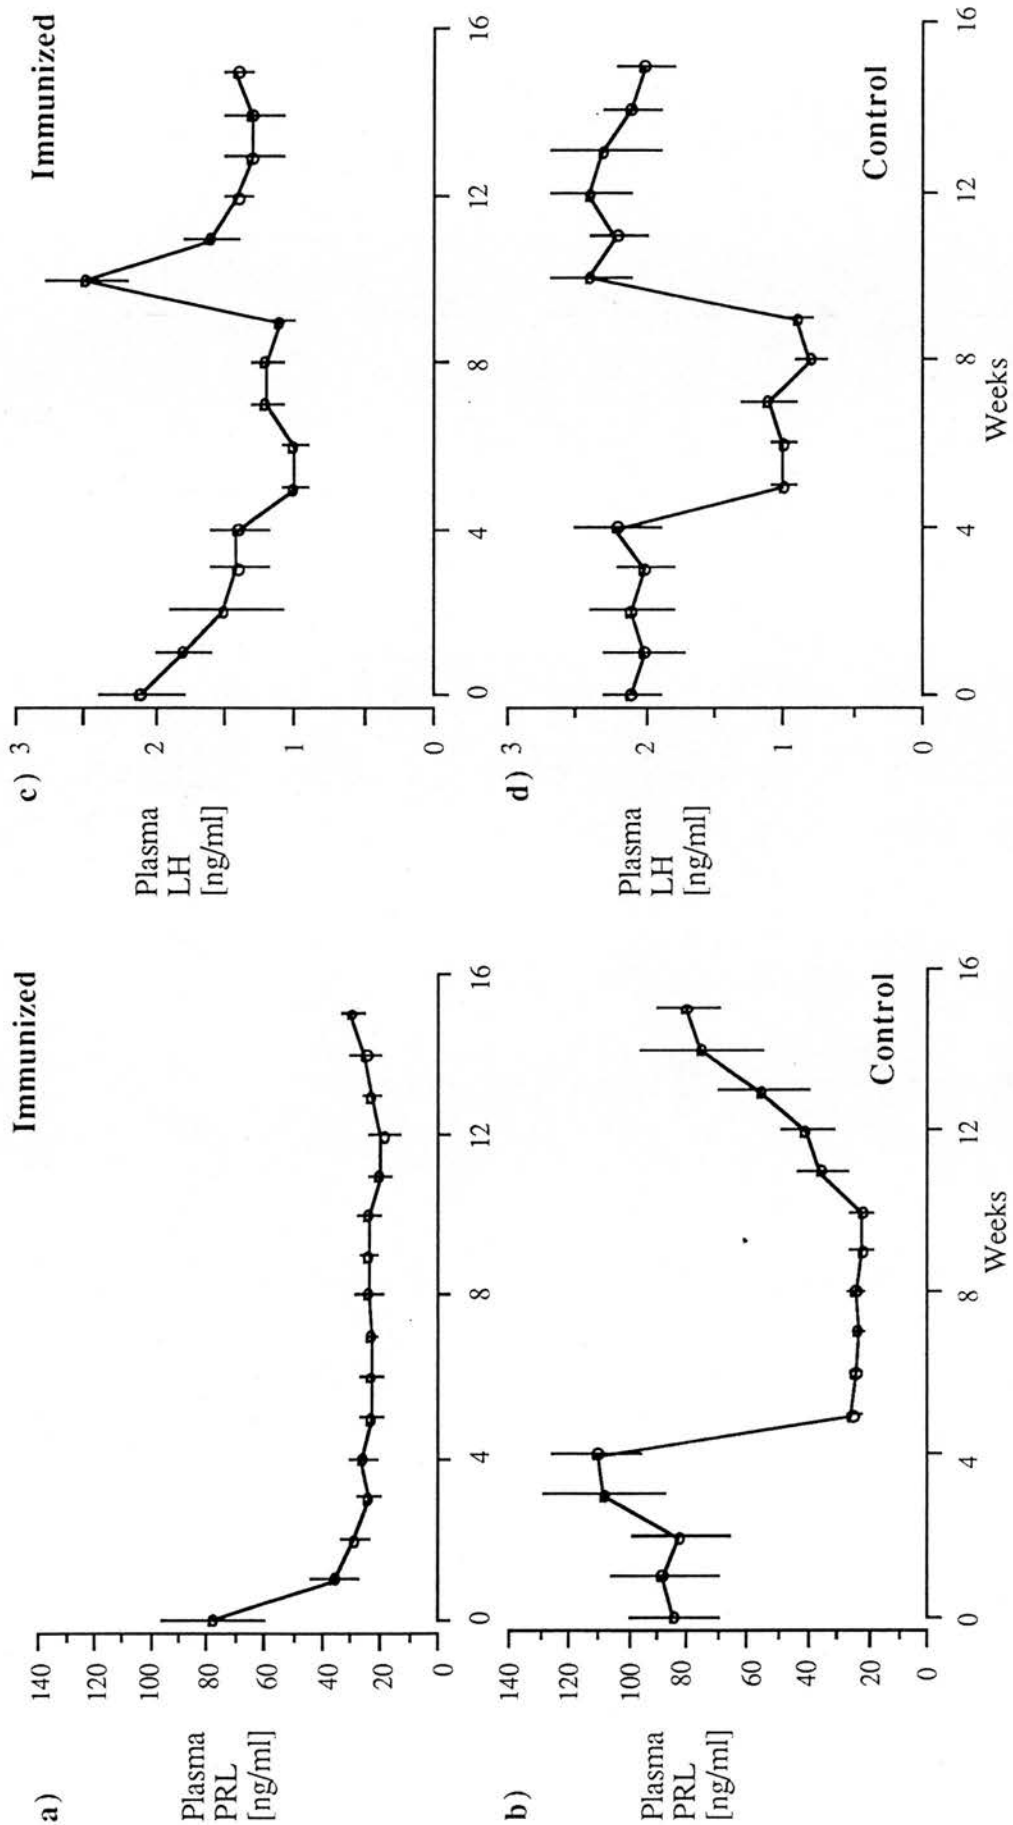 a)
Immunized
Plasma
PRL
[ng/ml]
140
120
100
80
60
40
20
0
0
4
8
12
16
b)
Control
Plasma
PRL
[ng/ml]
140
120
100
80
60
40
20
0
0
4
8
12
16
Weeks
c)
Immunized
Plasma
LH
[ng/ml]
3
2
1
0
0
4
8
12
16
d)
Control
Plasma
LH
[ng/ml]
3
2
1
0
0
4
8
12
16
Weeks